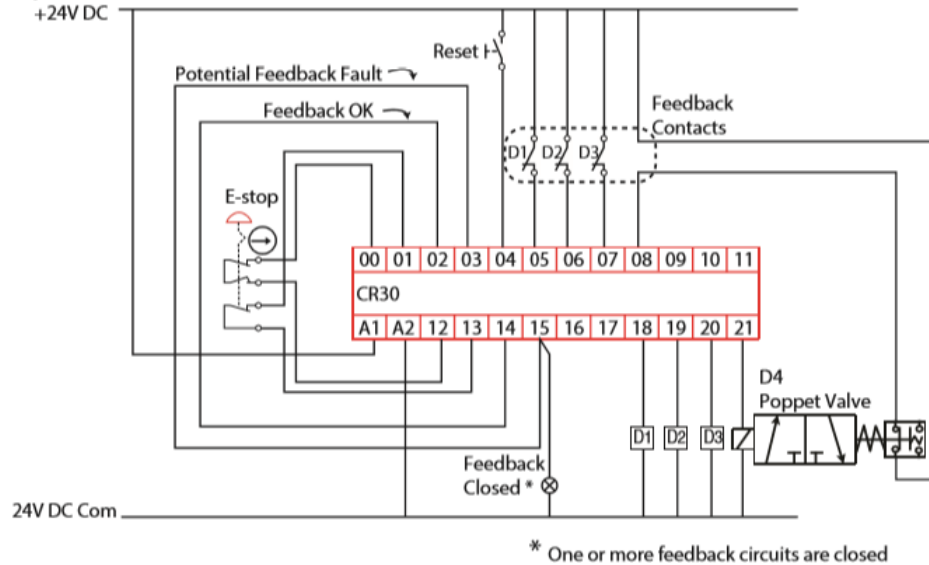 +24V DC
Reset
Potential Feedback Fault
Feedback OK
Feedback
Contacts
D1 D2 D3
E-stop
00 01 02 03 04 05 06 07 08 09 10 11
CR30
A1 A2 12 13 14 15 16 17 18 19 20 21
D4
Poppet Valve
D1 D2 D3
Feedback
Closed *
24V DC Com
* One or more feedback circuits are closed